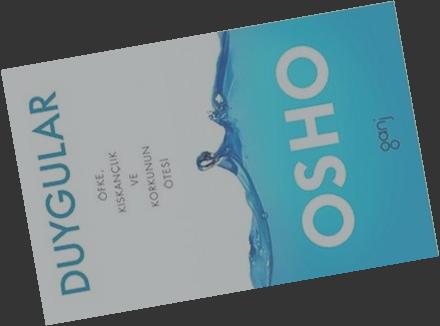 DUYGULAR
ÖFKE,
KISKANÇLIK
VE
KORKUNUN
ÖTESİ
OSHO
ganj